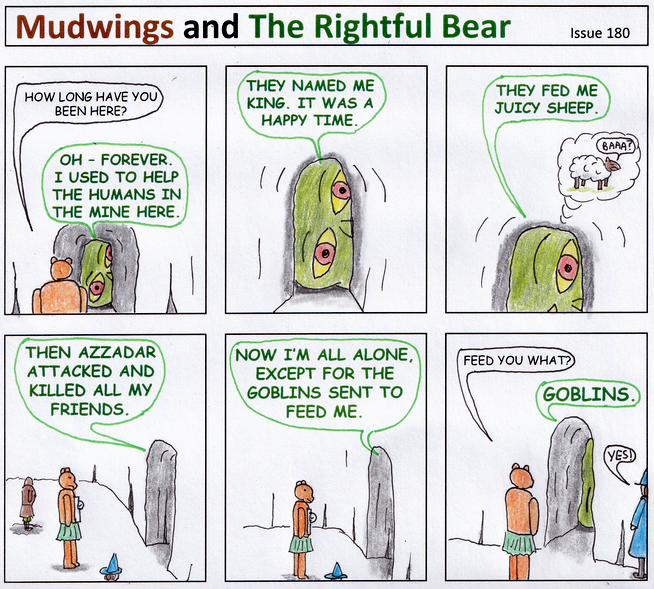 Mudwings and The Rightful Bear
Issue 180
HOW LONG HAVE YOU
BEEN HERE?
OH - FOREVER.
I USED TO HELP
THE HUMANS IN
THE MINE HERE.
THEY NAMED ME
KING. IT WAS A
HAPPY TIME.
THEY FED ME
JUICY SHEEP.
BAAA?
THEN AZZADAR
ATTACKED AND
KILLED ALL MY
FRIENDS.
NOW I'M ALL ALONE,
EXCEPT FOR THE
GOBLINS SENT TO
FEED ME.
FEED YOU WHAT?
GOBLINS.
YES!